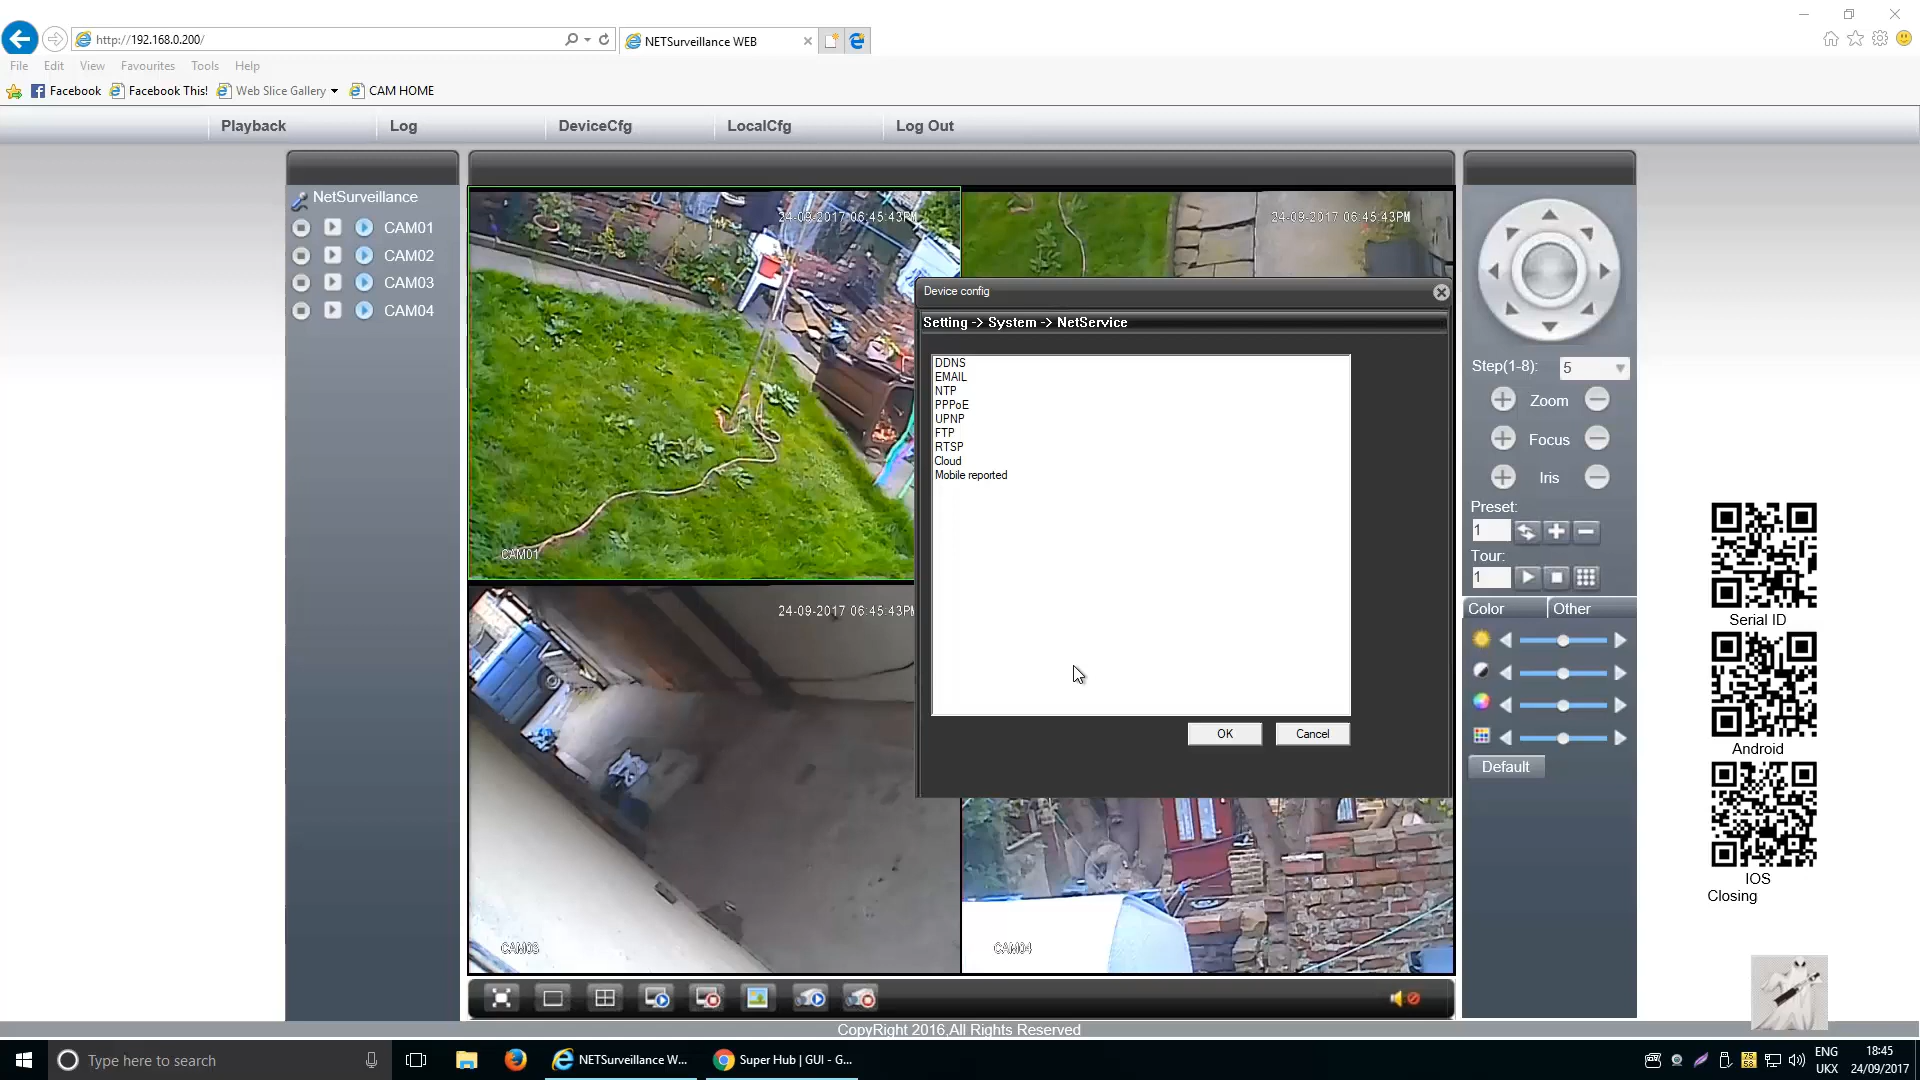 http://192.168.0.200/
NETSurveillance WEB
File Edit View Favourites Tools Help
Facebook Facebook This! Web Slice Gallery CAM HOME
Playback Log DeviceCfg LocalCfg Log Out
NetSurveillance
CAM01
CAM02
CAM03
CAM04
24-09-2017 06:45:43PM
24-09-2017 06:45:43PM
CAM01
24-09-2017 06:45:43PM
CAM03
CAM04
Device config
Setting -> System -> NetService
DDNS
EMAIL
NTP
PPPoE
UPNP
FTP
RTSP
Cloud
Mobile reported
OK Cancel
Step(1-8): 5
Zoom
Focus
Iris
Preset:
1
Tour:
1
Color Other
Default
Serial ID
Android
IOS
Closing
CopyRight 2016,All Rights Reserved
Type here to search
NETSurveillance W...
Super Hub | GUI - G...
ENG
UKX
18:45
24/09/2017